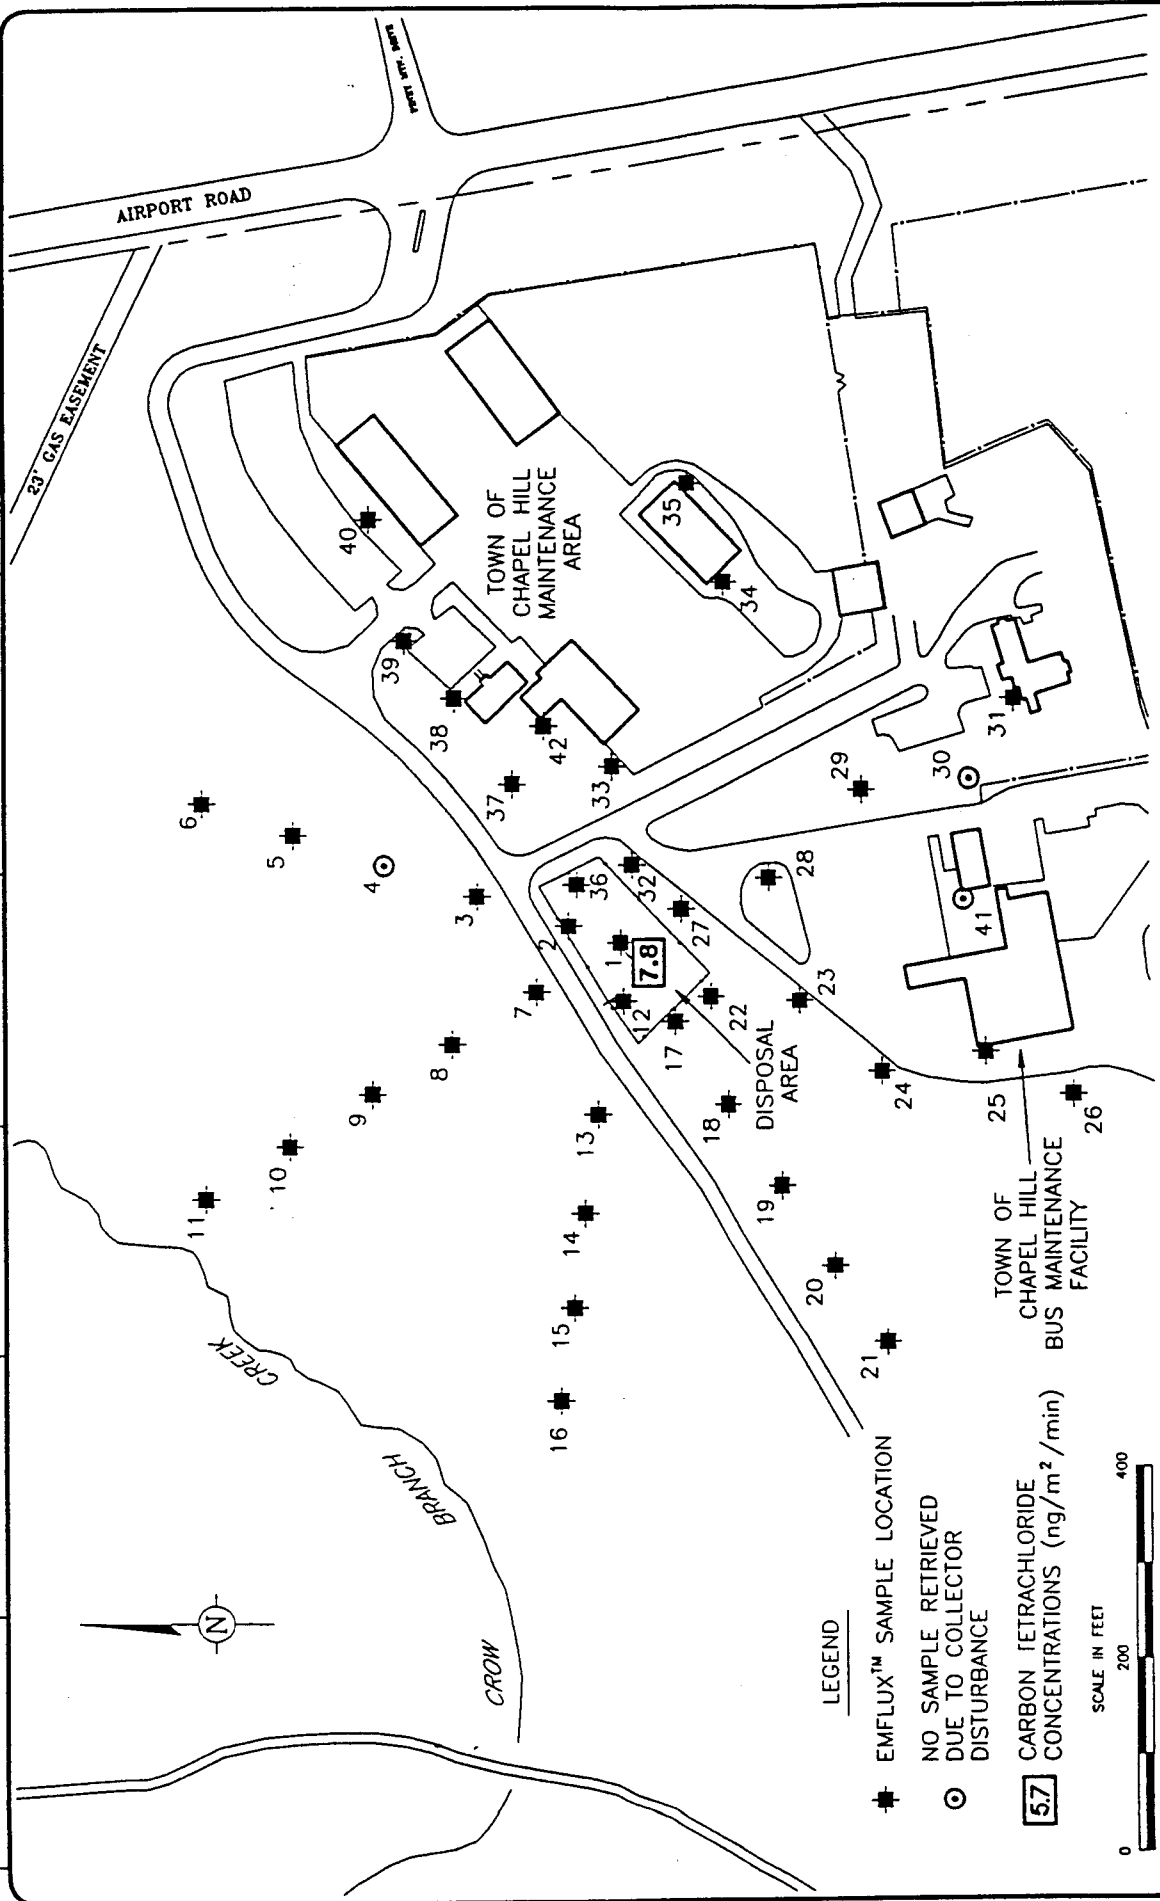 PINEY MTN. DRIVE
AIRPORT ROAD
23' GAS EASEMENT
TOWN OF
CHAPEL HILL
MAINTENANCE
AREA
40
39
38
42
37
33
35
34
6
5
4
3
2
36
32
1
7.8
27
12
7
17
22
8
9
10
11
13
14
15
16
18
19
20
21
DISPOSAL
AREA
28
23
24
25
26
29
30
31
41
TOWN OF
CHAPEL HILL
BUS MAINTENANCE
FACILITY
CROW
BRANCH
CREEK
N
LEGEND
EMFLUX™ SAMPLE LOCATION
NO SAMPLE RETRIEVED
DUE TO COLLECTOR
DISTURBANCE
5.7
CARBON TETRACHLORIDE
CONCENTRATIONS (ng/m²/min)
SCALE IN FEET
0 200 400